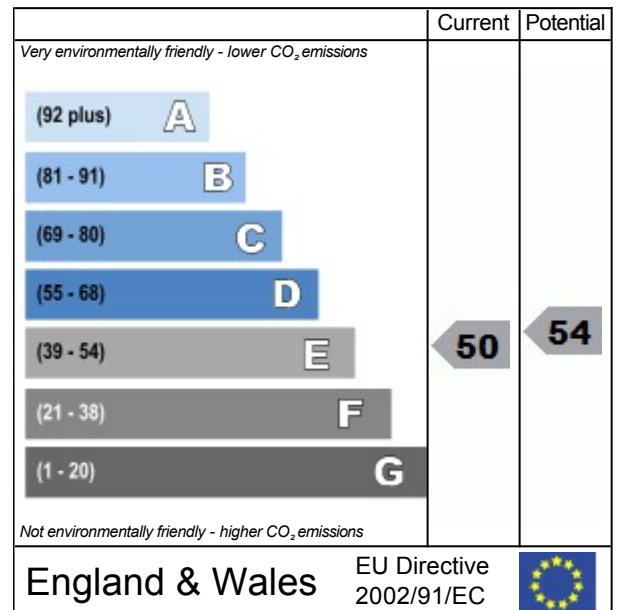 Current Potential
Very environmentally friendly - lower CO₂ emissions
(92 plus) A
(81 - 91) B
(69 - 80) C
(55 - 68) D
(39 - 54) E 50 54
(21 - 38) F
(1 - 20) G
Not environmentally friendly - higher CO₂ emissions
England & Wales
EU Directive
2002/91/EC